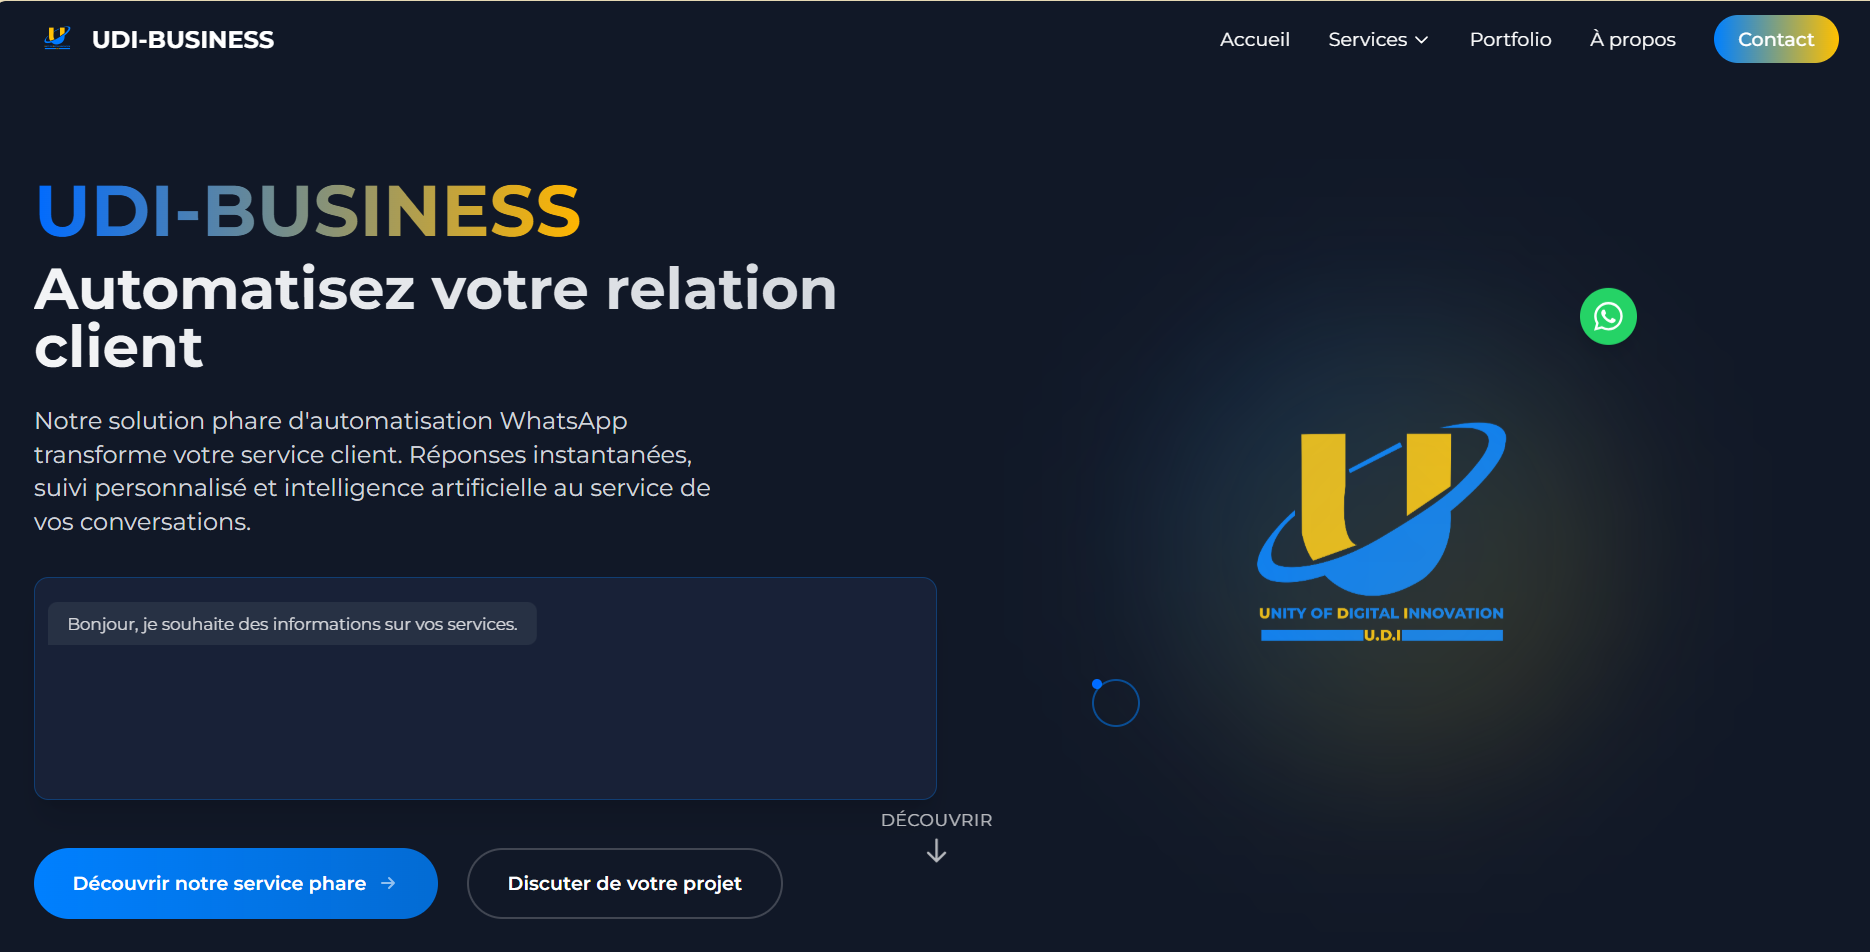 UDI-BUSINESS
Accueil
Services
Portfolio
À propos
Contact
UDI-BUSINESS
Automatisez votre relation
client
Notre solution phare d'automatisation WhatsApp
transforme votre service client. Réponses instantanées,
suivi personnalisé et intelligence artificielle au service de
vos conversations.
Bonjour, je souhaite des informations sur vos services.
UNITY OF DIGITAL INNOVATION
U.D.I
DÉCOUVRIR
Découvrir notre service phare
Discuter de votre projet